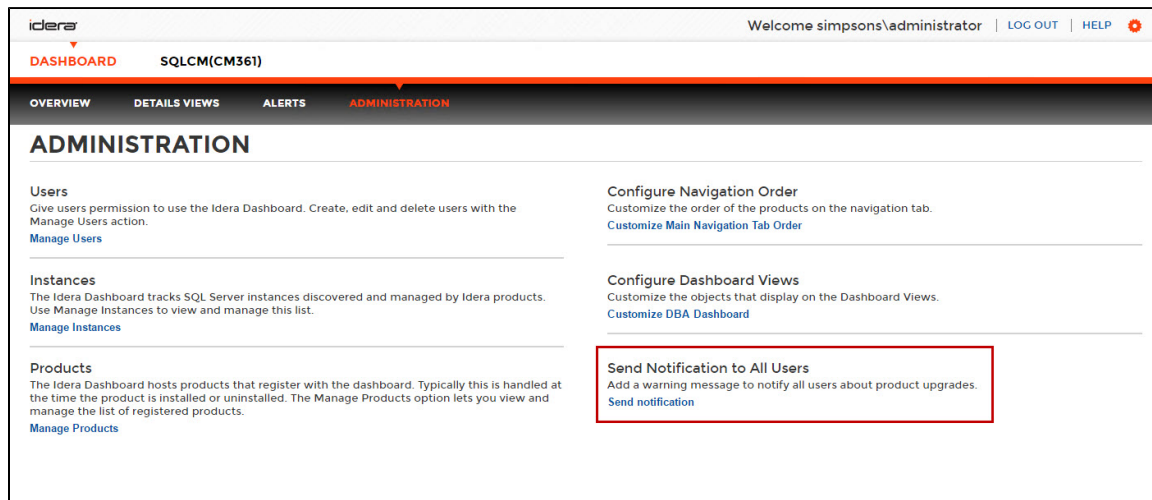 idera
Welcome simpsons\administrator | LOG OUT | HELP
DASHBOARD SQLCM(CM361)
OVERVIEW DETAILS VIEWS ALERTS ADMINISTRATION
ADMINISTRATION
Users
Give users permission to use the Idera Dashboard. Create, edit and delete users with the
Manage Users action.
Manage Users
Instances
The Idera Dashboard tracks SQL Server instances discovered and managed by Idera products.
Use Manage Instances to view and manage this list.
Manage Instances
Products
The Idera Dashboard hosts products that register with the dashboard. Typically this is handled at
the time the product is installed or uninstalled. The Manage Products option lets you view and
manage the list of registered products.
Manage Products
Configure Navigation Order
Customize the order of the products on the navigation tab.
Customize Main Navigation Tab Order
Configure Dashboard Views
Customize the objects that display on the Dashboard Views.
Customize DBA Dashboard
Send Notification to All Users
Add a warning message to notify all users about product upgrades.
Send notification